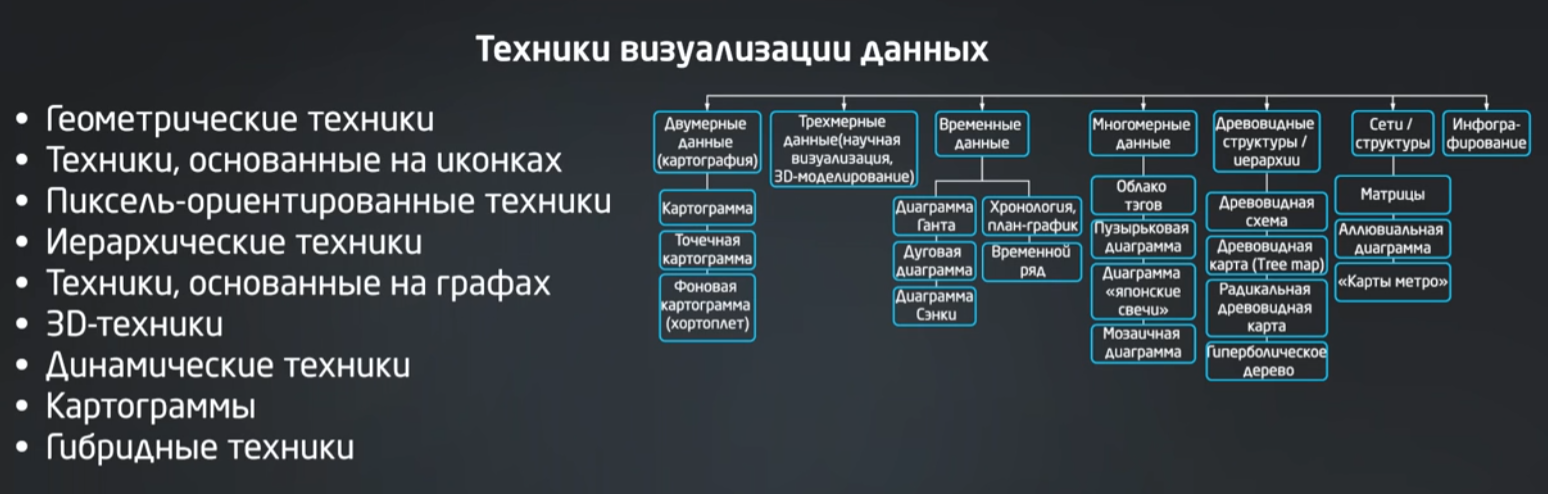 Техники визуализации данных
• Геометрические техники
• Техники, основанные на иконках
• Пиксель-ориентированные техники
• Иерархические техники
• Техники, основанные на графах
• 3D-техники
• Динамические техники
• Картограммы
• Гибридные техники
Двумерные
данные
(картография)
Картограмма
Точечная
картограмма
Фоновая
картограмма
(хортоплет)
Трехмерные
данные(научная
визуализация,
3D-моделирование)
Временные
данные
Диаграмма
Ганта
Дуговая
диаграмма
Диаграмма
Сэнки
Хронология,
план-график
Временной
ряд
Многомерные
данные
Облако
тэгов
Пузырьковая
диаграмма
Диаграмма
«японские
свечи»
Мозаичная
диаграмма
Древовидные
структуры /
иерархии
Древовидная
схема
Древовидная
карта (Tree map)
Радикальная
древовидная
карта
Гиперболическое
дерево
Сети /
структуры
Матрицы
Аллювиальная
диаграмма
«Карты метро»
Инфогра-
фирование